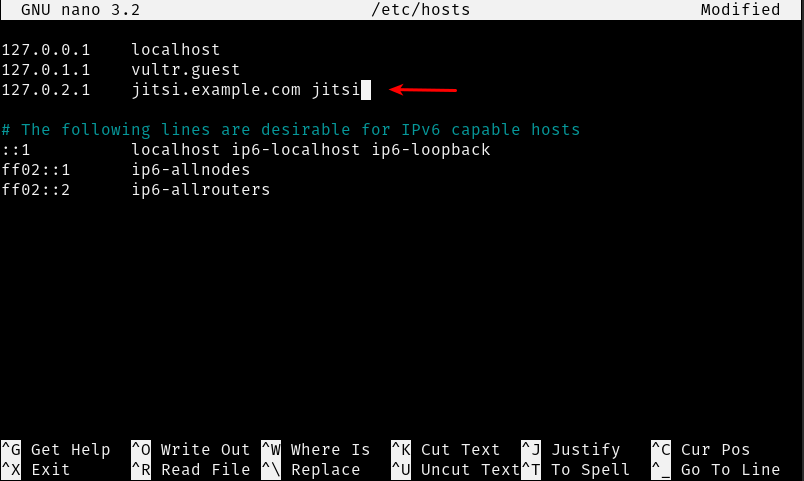 GNU nano 3.2 /etc/hosts Modified
127.0.0.1 localhost
127.0.1.1 vultr.guest
127.0.2.1 jitsi.example.com jitsi
# The following lines are desirable for IPv6 capable hosts
::1 localhost ip6-localhost ip6-loopback
ff02::1 ip6-allnodes
ff02::2 ip6-allrouters
^G Get Help ^O Write Out ^W Where Is ^K Cut Text ^J Justify ^C Cur Pos
^X Exit ^R Read File ^\ Replace ^U Uncut Text ^T To Spell ^_ Go To Line